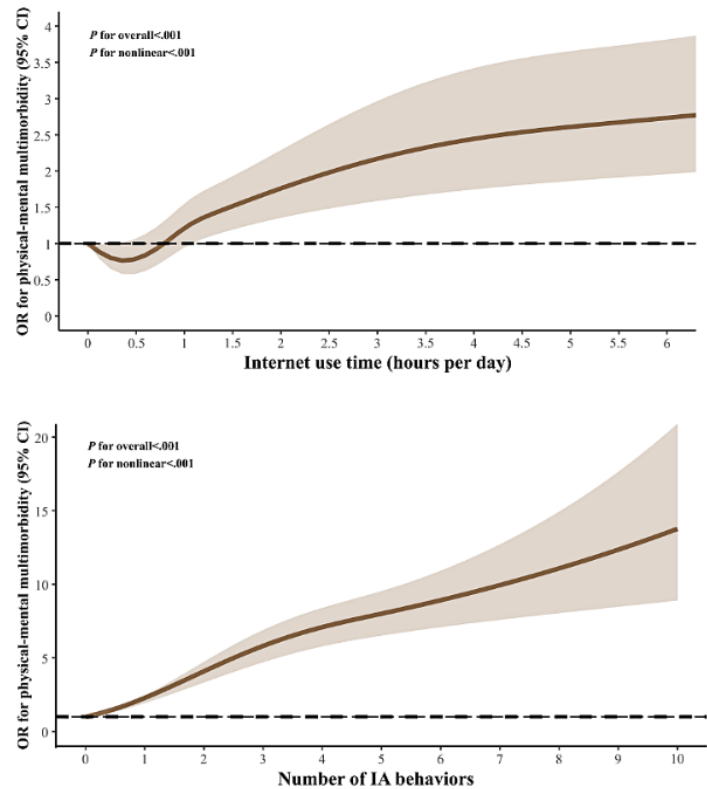 OR for physical-mental multimorbidity (95% CI)
P for overall<.001
P for nonlinear<.001
4
3.5
3
2.5
2
1.5
1
0.5
0
0 0.5 1 1.5 2 2.5 3 3.5 4 4.5 5 5.5 6
Internet use time (hours per day)
OR for physical-mental multimorbidity (95% CI)
P for overall<.001
P for nonlinear<.001
20
15
10
5
0
0 1 2 3 4 5 6 7 8 9 10
Number of IA behaviors